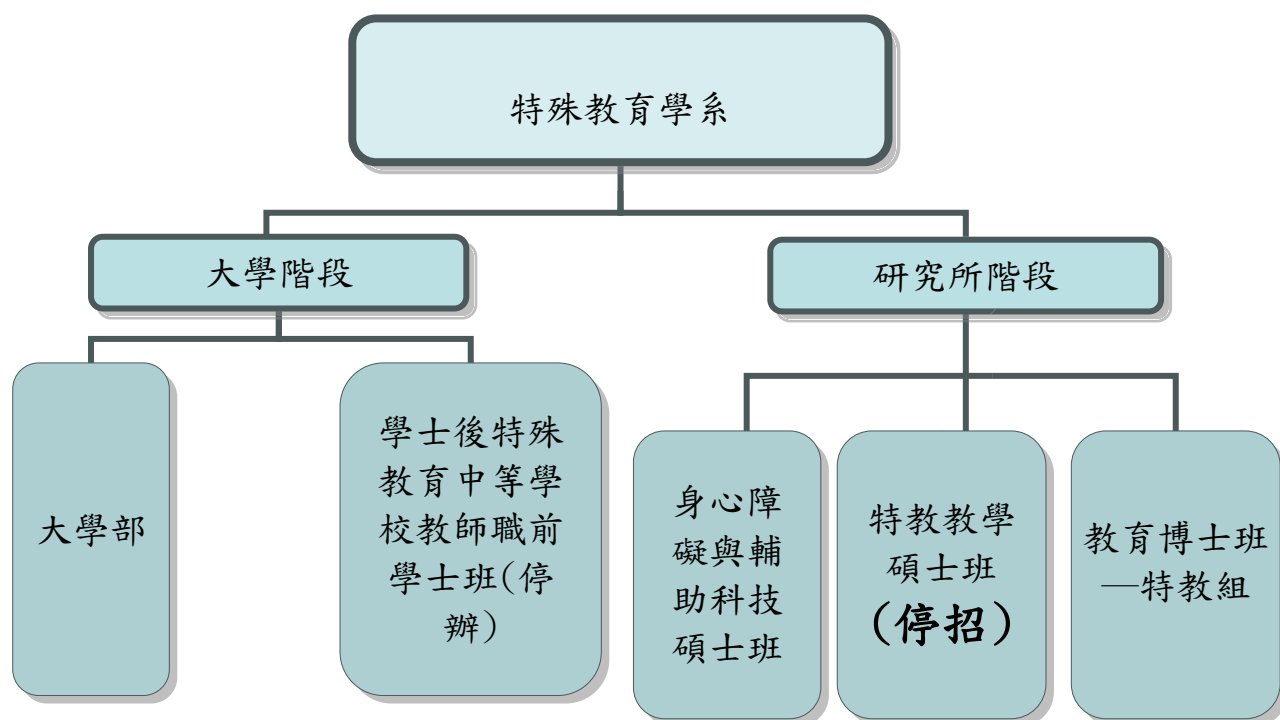 特殊教育學系
大學階段
研究所階段
大學部
學士後特殊
教育中等學
校教師職前
學士班(停
辦)
身心障
礙與輔
助科技
碩士班
特教教學
碩士班
(停招)
教育博士班
—特教組